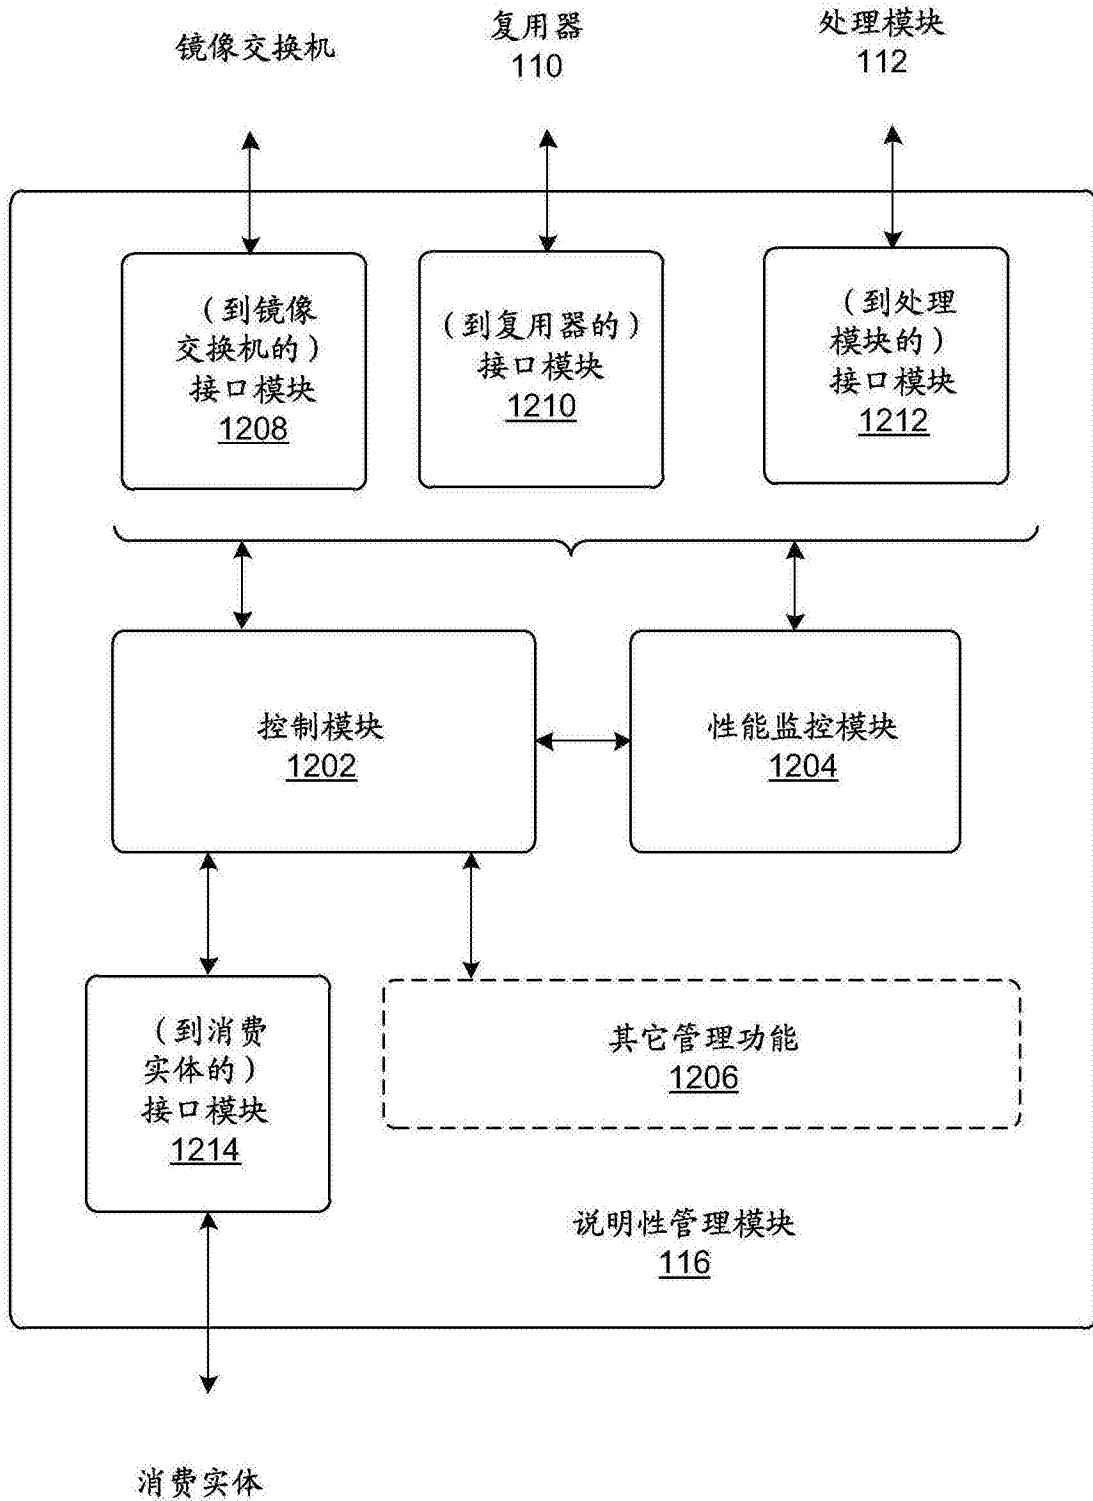 镜像交换机
复用器
110
处理模块
112
（到镜像
交换机的）
接口模块
1208
（到复用器的）
接口模块
1210
（到处理
模块的）
接口模块
1212
控制模块
1202
性能监控模块
1204
（到消费
实体的）
接口模块
1214
其它管理功能
1206
说明性管理模块
116
消费实体